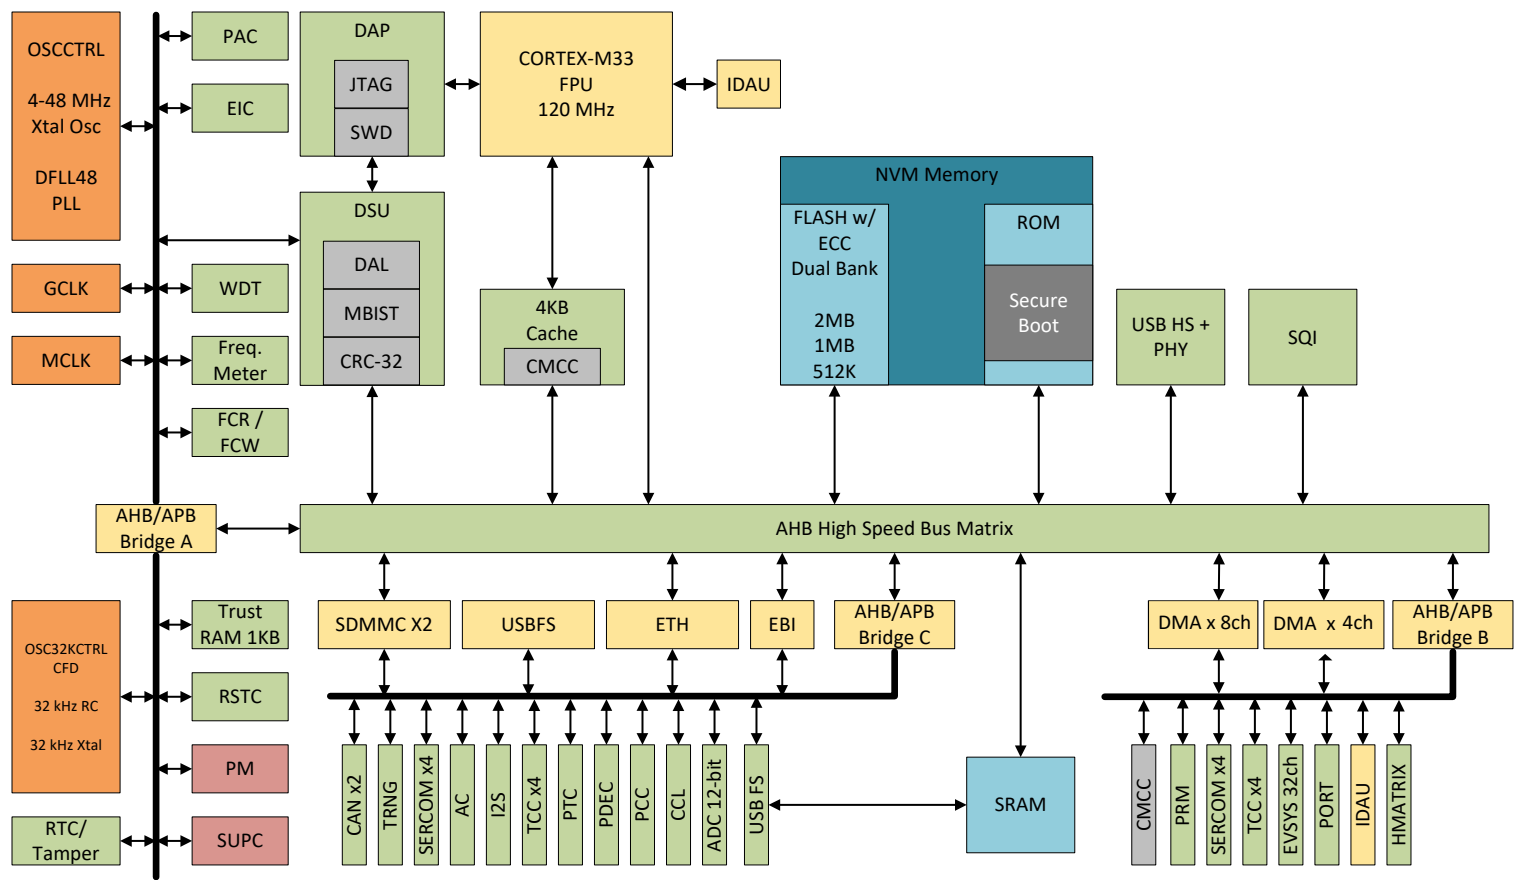 OSCCTRL
4-48 MHz
Xtal Osc
DFLL48
PLL
PAC
EIC
DAP
JTAG
SWD
CORTEX-M33
FPU
120 MHz
IDAU
DSU
DAL
MBIST
CRC-32
GCLK
MCLK
WDT
Freq.
Meter
FCR /
FCW
4KB
Cache
CMCC
NVM Memory
FLASH w/
ECC
Dual Bank
2MB
1MB
512K
ROM
Secure
Boot
USB HS +
PHY
SQI
AHB/APB
Bridge A
AHB High Speed Bus Matrix
OSC32KCTRL
CFD
32 kHz RC
32 kHz Xtal
Trust
RAM 1KB
RSTC
PM
RTC/
Tamper
SUPC
SDMMC X2
USBFS
ETH
EBI
AHB/APB
Bridge C
DMA x 8ch
DMA x 4ch
AHB/APB
Bridge B
CAN x2
TRNG
SERCOM x4
AC
I2S
TCC x4
PTC
PDEC
PCC
CCL
ADC 12-bit
USB FS
SRAM
CMCC
PRM
SERCOM x4
TCC x4
EVSYS 32ch
PORT
IDAU
HMATRIX